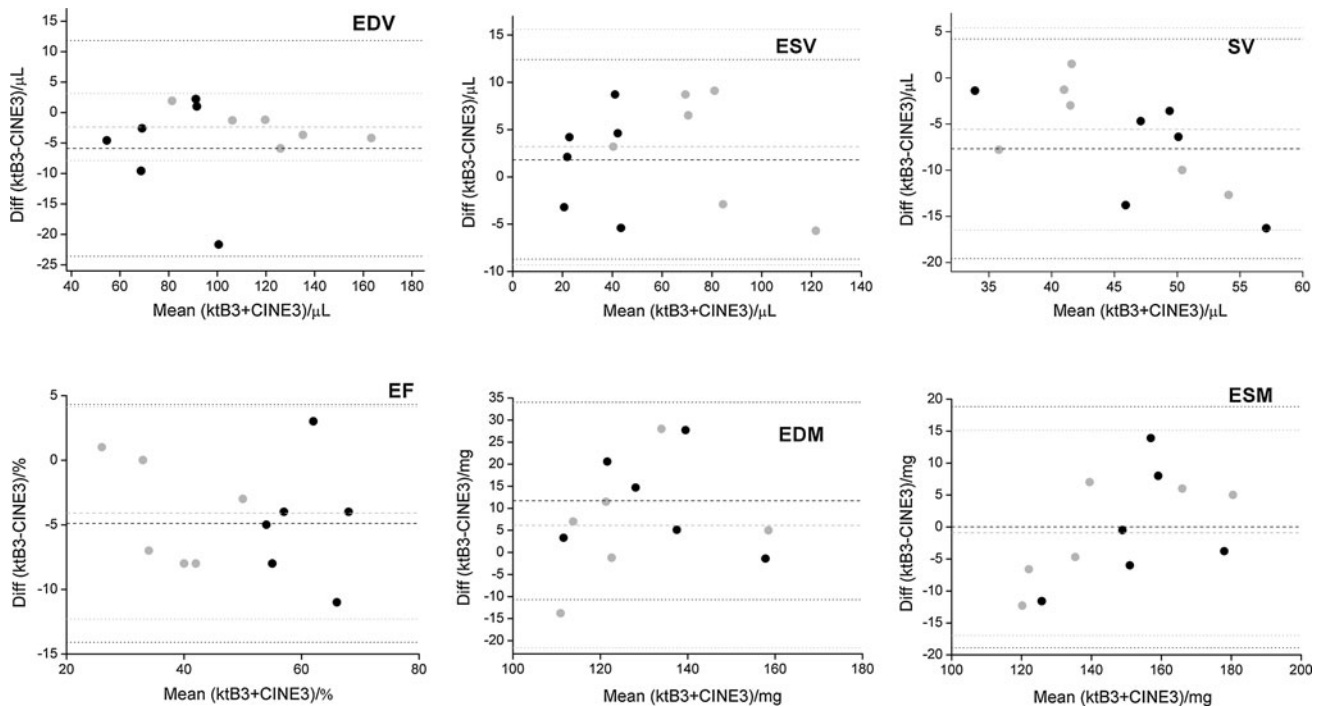 EDV
Diff (ktB3-CINE3)/µL
15
10
5
0
-5
-10
-15
-20
-25
40 60 80 100 120 140 160 180
Mean (ktB3+CINE3)/µL
ESV
Diff (ktB3-CINE3)/µL
15
10
5
0
-5
-10
0 20 40 60 80 100 120 140
Mean (ktB3+CINE3)/µL
SV
Diff (ktB3-CINE3)/µL
5
0
-5
-10
-15
-20
35 40 45 50 55 60
Mean (ktB3+CINE3)/µL
EF
Diff (ktB3-CINE3)/%
5
0
-5
-10
-15
20 40 60 80
Mean (ktB3+CINE3)/%
EDM
Diff (ktB3-CINE3)/mg
35
30
25
20
15
10
5
0
-5
-10
-15
-20
100 120 140 160 180
Mean (ktB3+CINE3)/mg
ESM
Diff (ktB3-CINE3)/mg
20
15
10
5
0
-5
-10
-15
-20
100 120 140 160 180 200
Mean (ktB3+CINE3)/mg